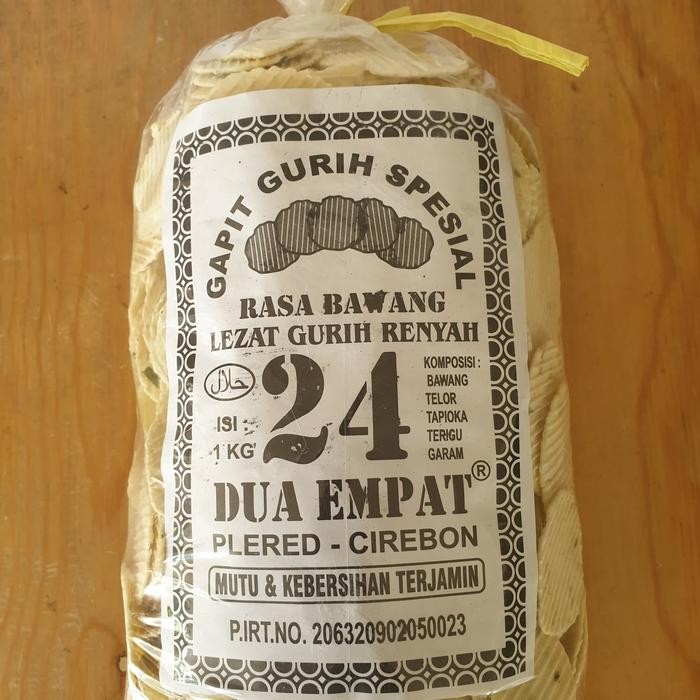 GAPIT GURIH SPESIAL
RASA BAWANG
LEZAT GURIH RENYAH
حلال
ISI :
1 KG
24
KOMPOSISI :
BAWANG
TELOR
TAPIOKA
TERIGU
GARAM
DUA EMPAT®
PLERED - CIREBON
MUTU & KEBERSIHAN TERJAMIN
P.IRT.NO. 206320902050023